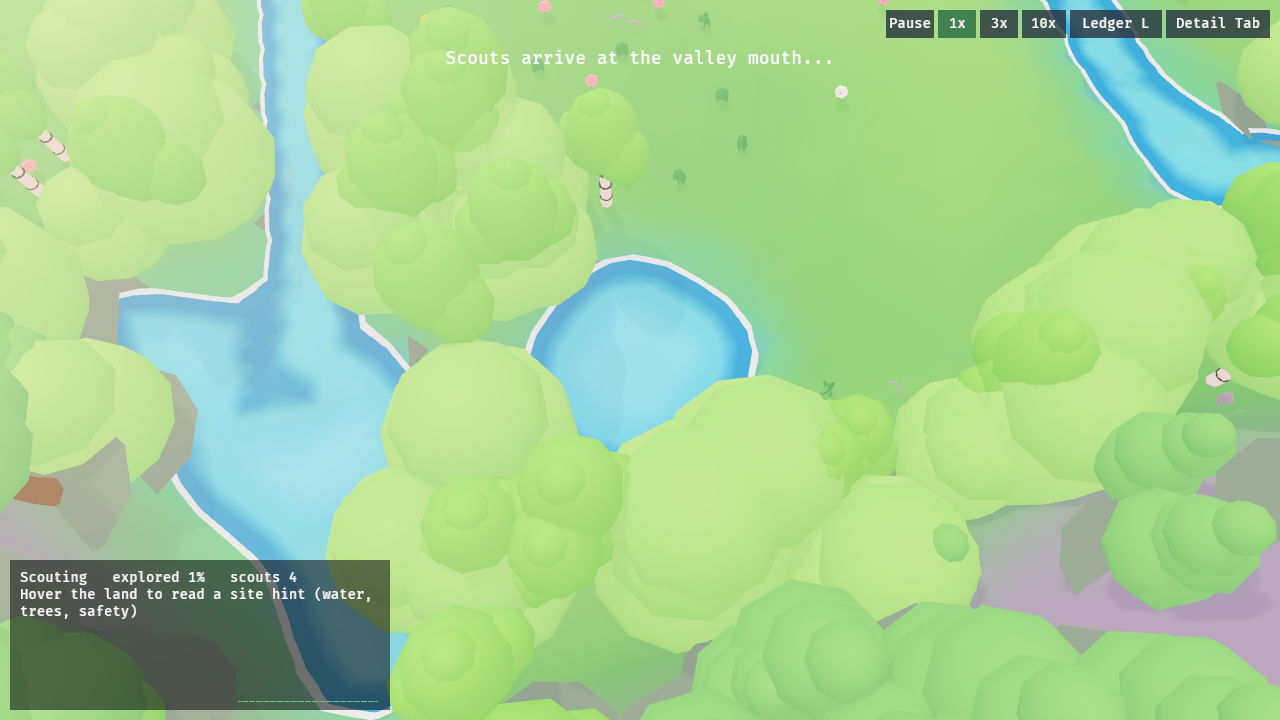 Pause 1x 3x 10x Ledger L Detail Tab
Scouts arrive at the valley mouth...
Scouting explored 1% scouts 4
Hover the land to read a site hint (water,
trees, safety)